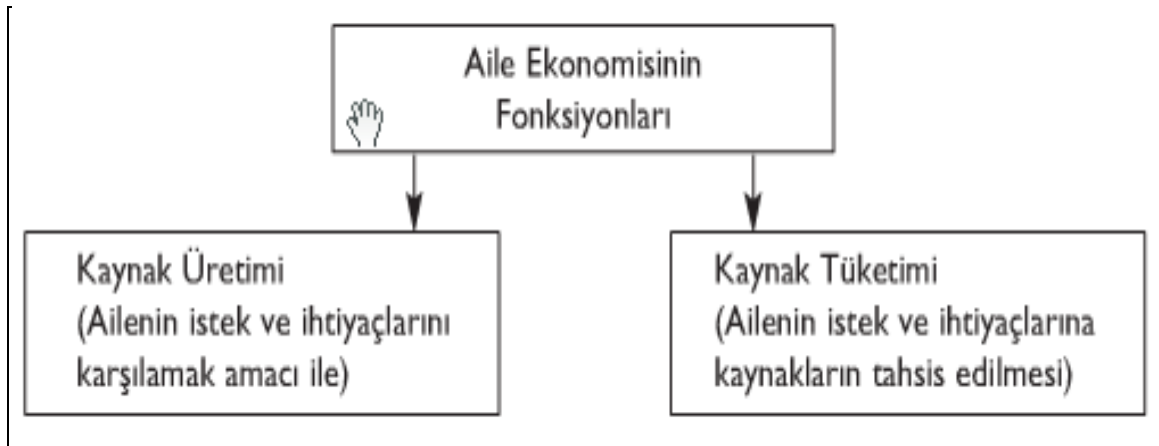 Aile Ekonomisinin
Fonksiyonları
Kaynak Üretimi
(Ailenin istek ve ihtiyaçlarını
karşılamak amacı ile)
Kaynak Tüketimi
(Ailenin istek ve ihtiyaçlarına
kaynakların tahsis edilmesi)